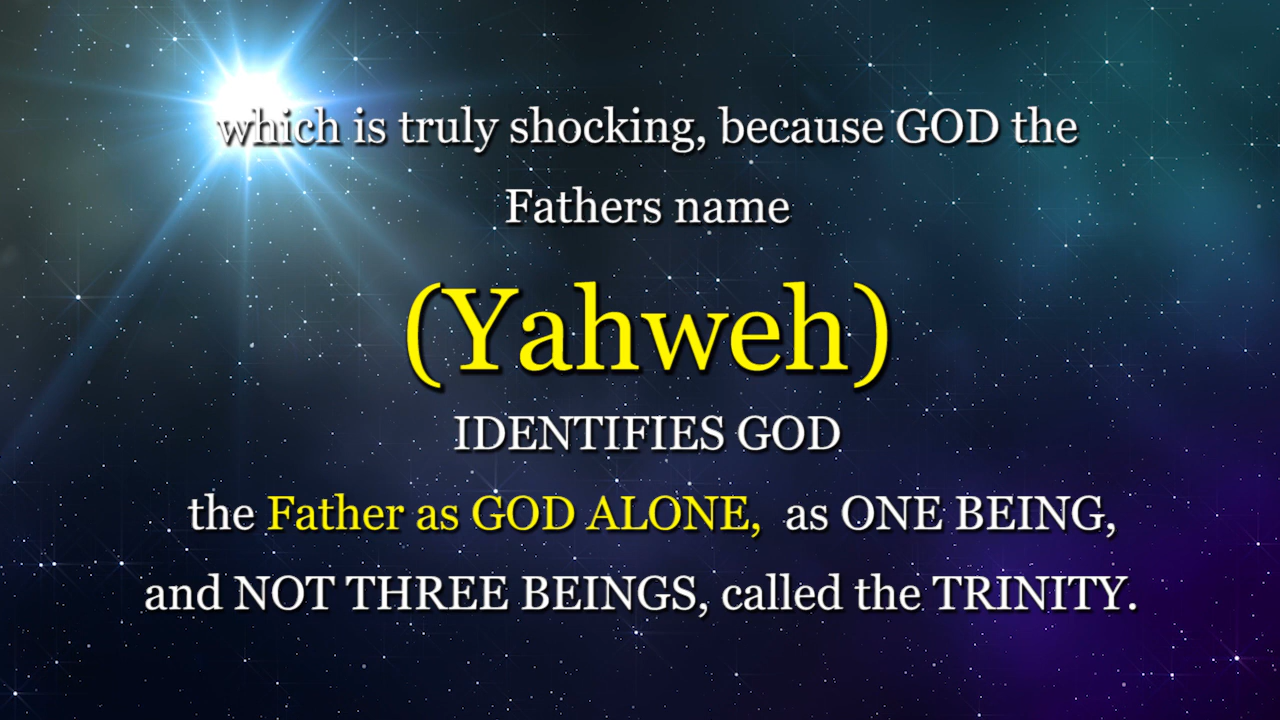 which is truly shocking, because GOD the
Fathers name
(Yahweh)
IDENTIFIES GOD
the Father as GOD ALONE, as ONE BEING,
and NOT THREE BEINGS, called the TRINITY.